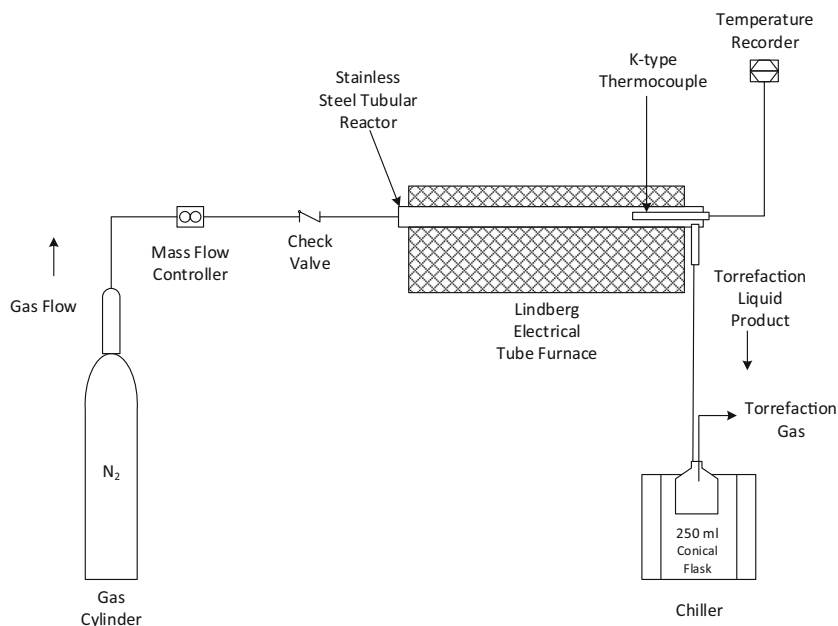 Temperature
Recorder
K-type
Thermocouple
Stainless
Steel Tubular
Reactor
Mass Flow
Controller
Check
Valve
Gas Flow
Lindberg
Electrical
Tube Furnace
Torrefaction
Liquid
Product
Torrefaction
Gas
N₂
250 ml
Conical
Flask
Gas
Cylinder
Chiller